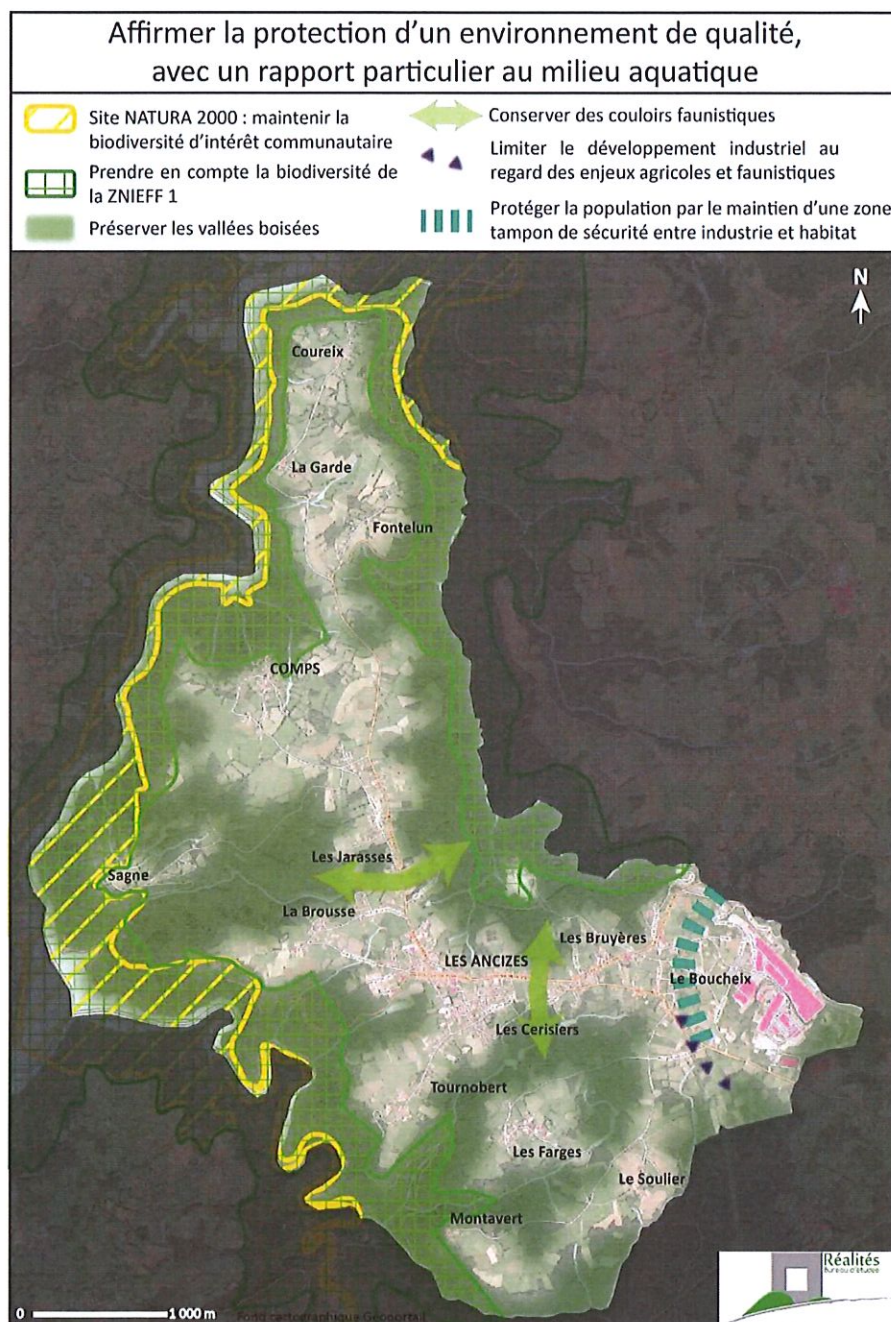 Affirmer la protection d'un environnement de qualité,
avec un rapport particulier au milieu aquatique
Site NATURA 2000 : maintenir la
biodiversité d'intérêt communautaire
Prendre en compte la biodiversité de
la ZNIEFF 1
Préserver les vallées boisées
Conserver des couloirs faunistiques
Limiter le développement industriel au
regard des enjeux agricoles et faunistiques
Protéger la population par le maintien d'une zone
tampon de sécurité entre industrie et habitat
N
Coureix
La Garde
Fontelun
COMPS
Les Jarasses
Sagne
La Brousse
Les Bruyères
LES ANCIZES
Le Boucheix
Les Cerisiers
Tournobert
Les Farges
Le Soulier
Montavert
Réalités
Bureau d'études
0 1 000 m
Fond cartographique Géoportail